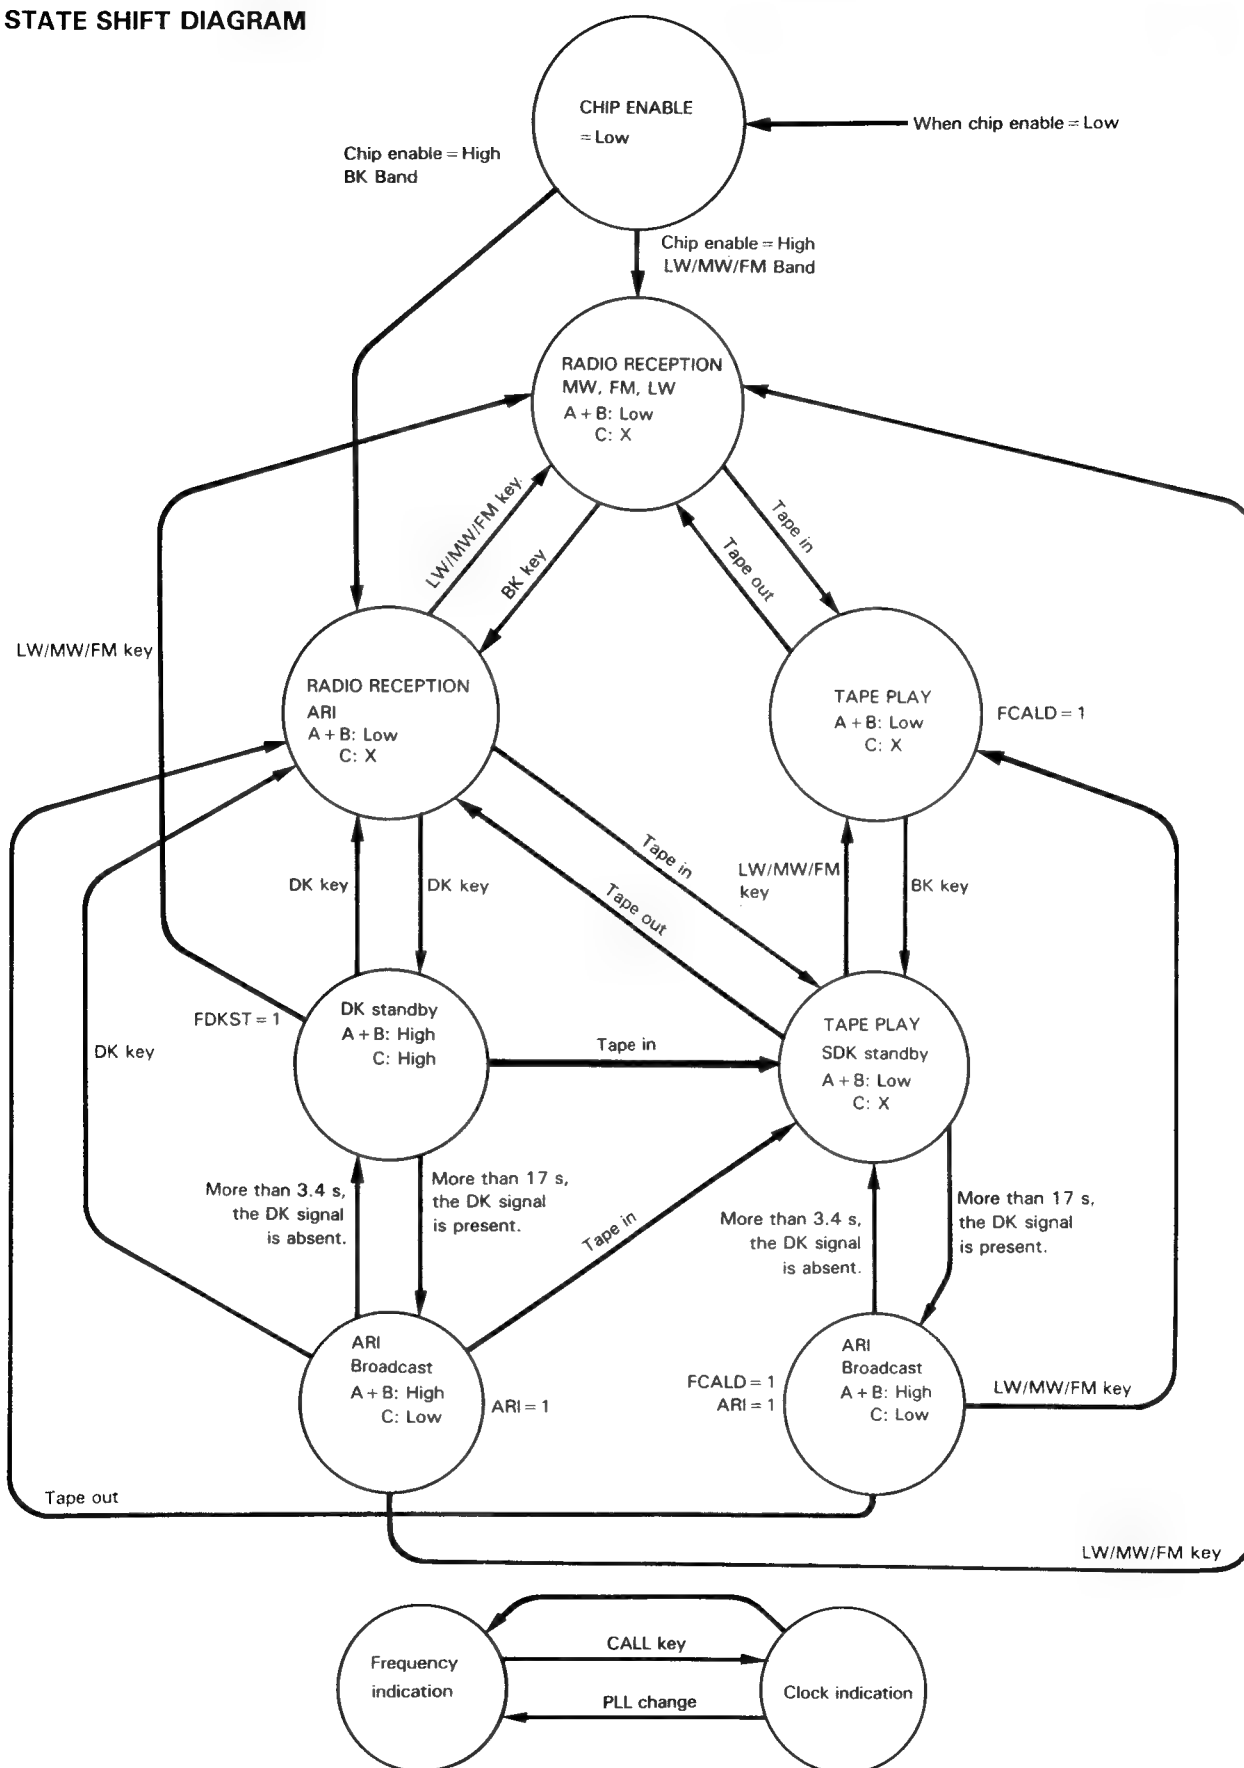 STATE SHIFT DIAGRAM
CHIP ENABLE
= Low
When chip enable = Low
Chip enable = High
BK Band
Chip enable = High
LW/MW/FM Band
RADIO RECEPTION
MW, FM, LW
A + B: Low
C: X
LW/MW/FM key.
BK key
Tape in
Tape out
LW/MW/FM key
RADIO RECEPTION
ARI
A + B: Low
C: X
TAPE PLAY
A + B: Low
C: X
FCALD = 1
DK key
DK key
Tape in
Tape out
LW/MW/FM
key
BK key
FDKST = 1
DK standby
A + B: High
C: High
Tape in
TAPE PLAY
SDK standby
A + B: Low
C: X
DK key
More than 3.4 s,
the DK signal
is absent.
More than 17 s,
the DK signal
is present.
Tape in
More than 3.4 s,
the DK signal
is absent.
More than 17 s,
the DK signal
is present.
ARI
Broadcast
A + B: High
C: Low
ARI = 1
FCALD = 1
ARI = 1
ARI
Broadcast
A + B: High
C: Low
LW/MW/FM key
Tape out
LW/MW/FM key
Frequency
indication
CALL key
PLL change
Clock indication